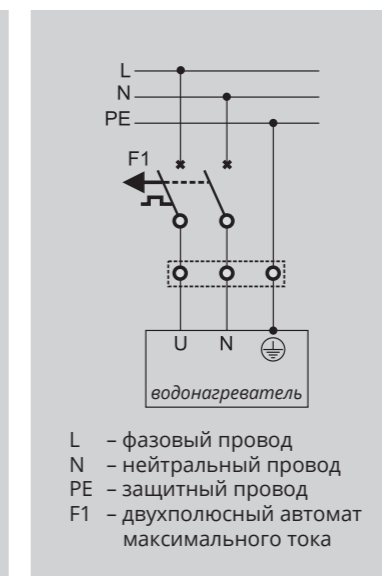 L
N
PE
F1
U N
водонагреватель
L – фазовый провод
N – нейтральный провод
PE – защитный провод
F1 – двухполюсный автомат
максимального тока